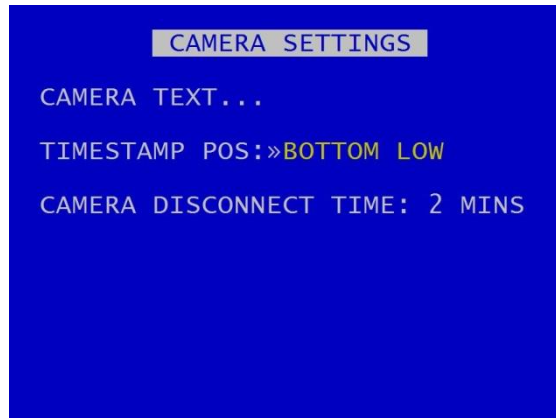 CAMERA SETTINGS
CAMERA TEXT...
TIMESTAMP POS:»BOTTOM LOW
CAMERA DISCONNECT TIME: 2 MINS